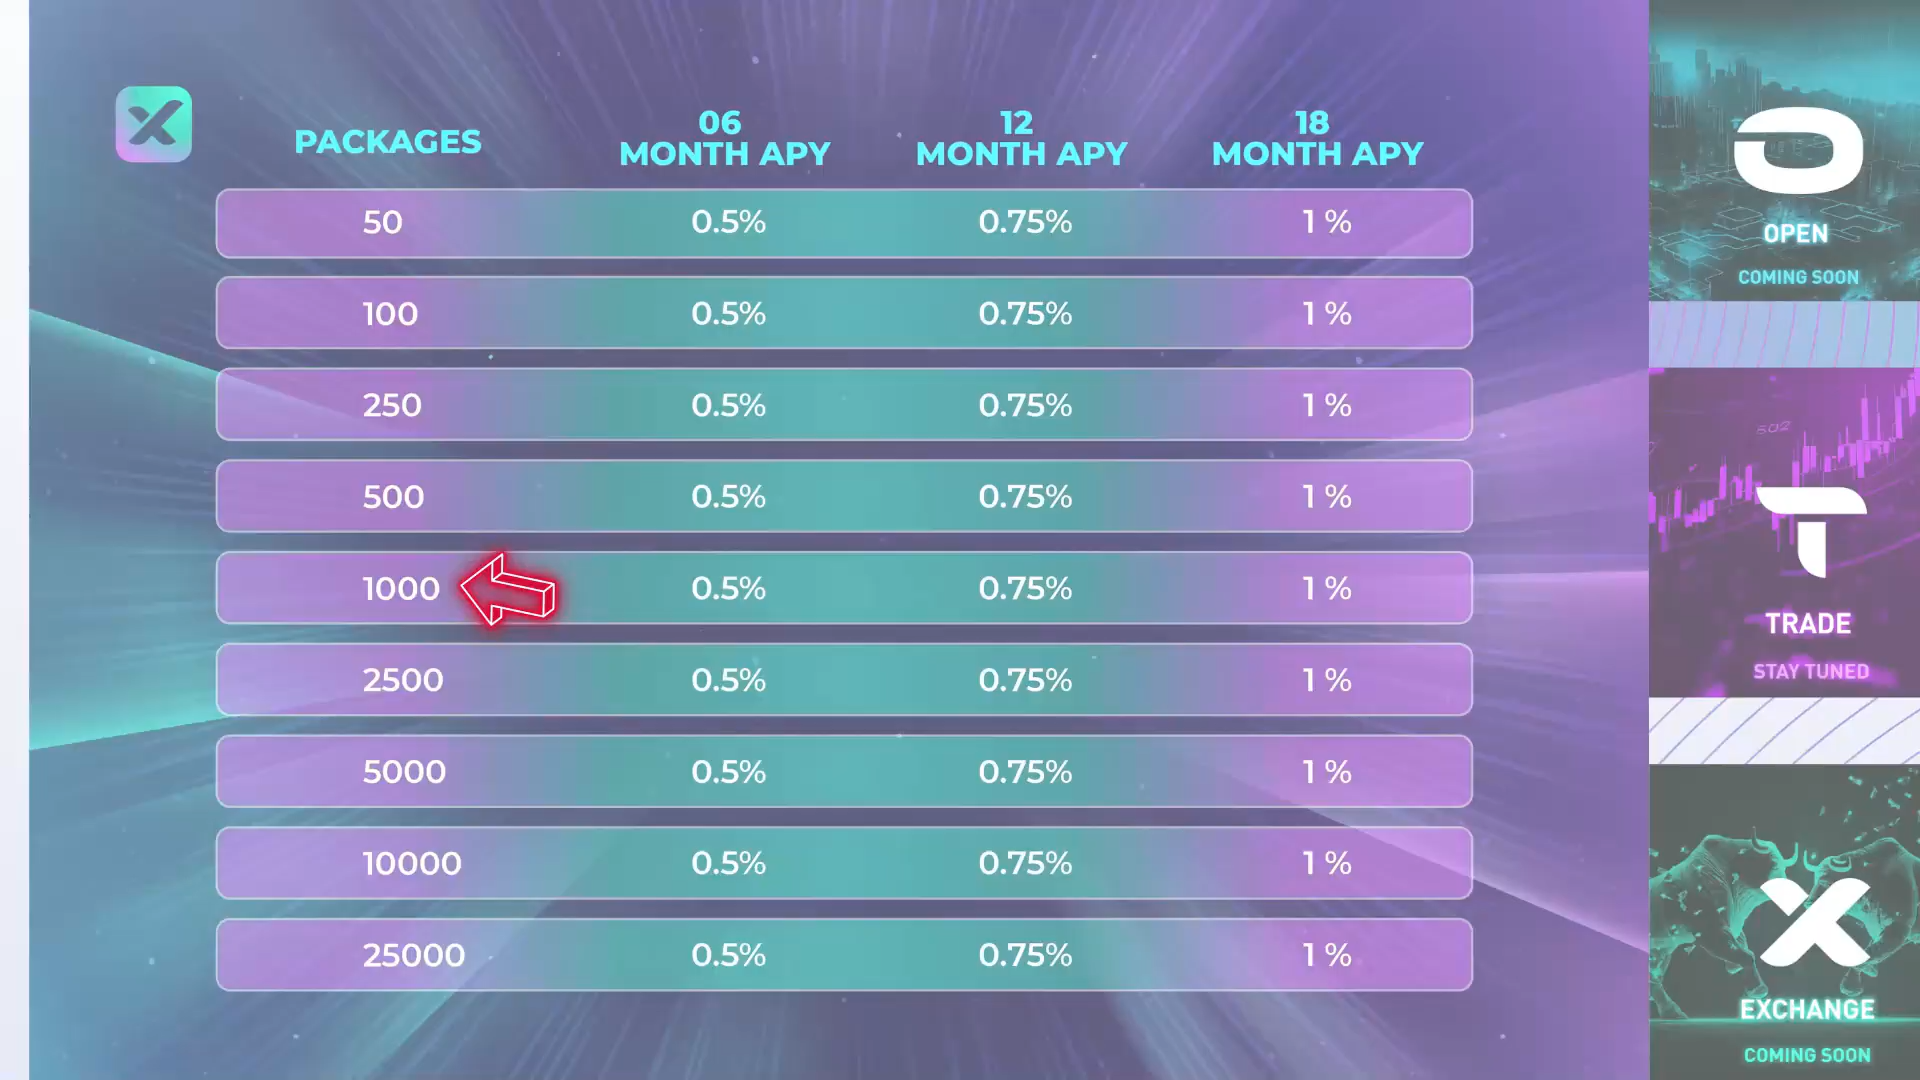 PACKAGES
06
MONTH APY
12
MONTH APY
18
MONTH APY
50 0.5% 0.75% 1 %
100 0.5% 0.75% 1 %
250 0.5% 0.75% 1 %
500 0.5% 0.75% 1 %
1000 0.5% 0.75% 1 %
2500 0.5% 0.75% 1 %
5000 0.5% 0.75% 1 %
10000 0.5% 0.75% 1 %
25000 0.5% 0.75% 1 %
OPEN
COMING SOON
502
TRADE
STAY TUNED
EXCHANGE
COMING SOON